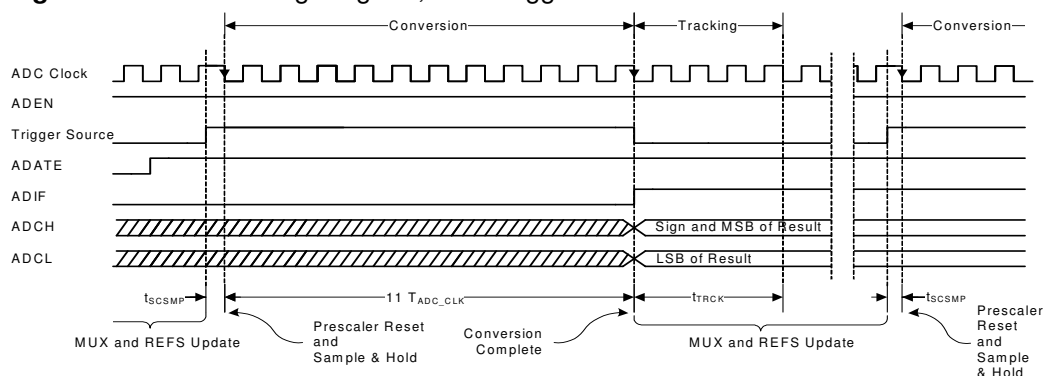 Conversion
Tracking
Conversion
ADC Clock
ADEN
Trigger Source
ADATE
ADIF
ADCH
Sign and MSB of Result
ADCL
LSB of Result
tSCSMP
11 TADC_CLK
tTRCK
tSCSMP
MUX and REFS Update
Prescaler Reset
and
Sample & Hold
Conversion
Complete
MUX and REFS Update
Prescaler
Reset
and
Sample
& Hold